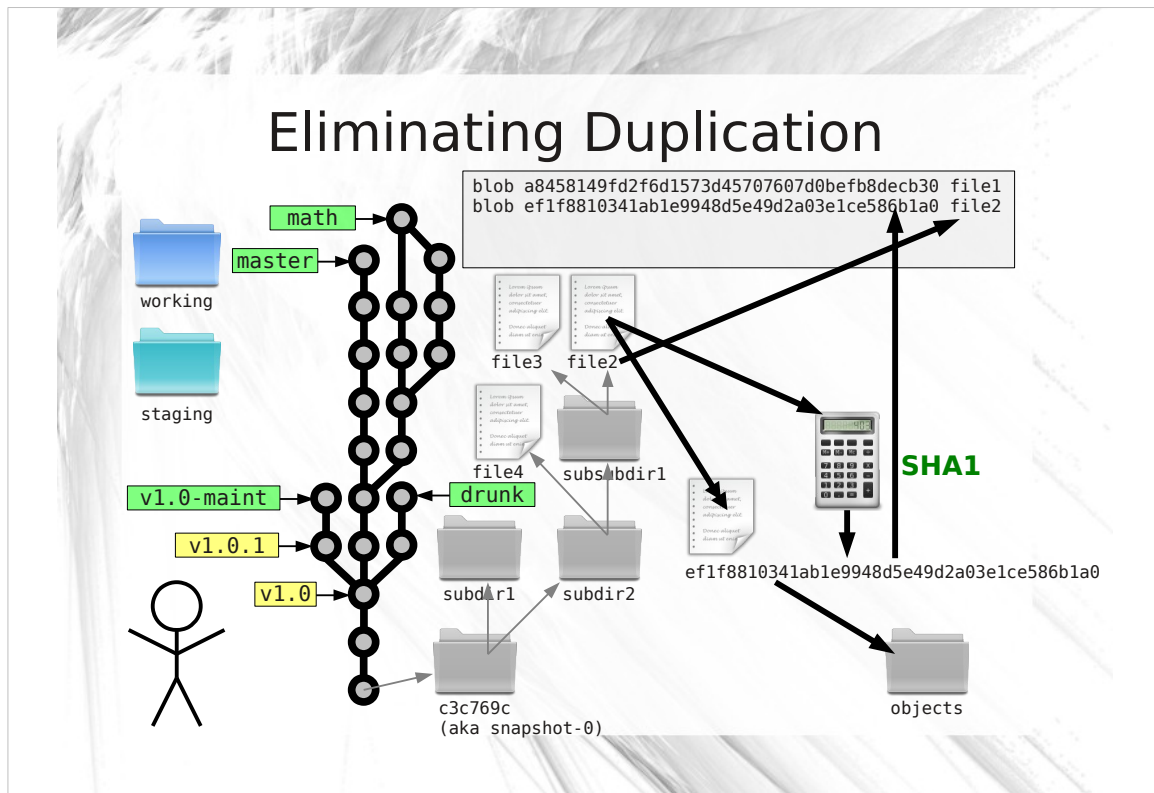 Eliminating Duplication
blob a8458149fd2f6d1573d45707607d0befb8decb30 file1
blob ef1f8810341ab1e9948d5e49d2a03e1ce586b1a0 file2
math
master
working
staging
file3
file2
file4
subsubdir1
SHA1
v1.0-maint
drunk
v1.0.1
ef1f8810341ab1e9948d5e49d2a03e1ce586b1a0
v1.0
subdir1
subdir2
c3c769c
(aka snapshot-0)
objects